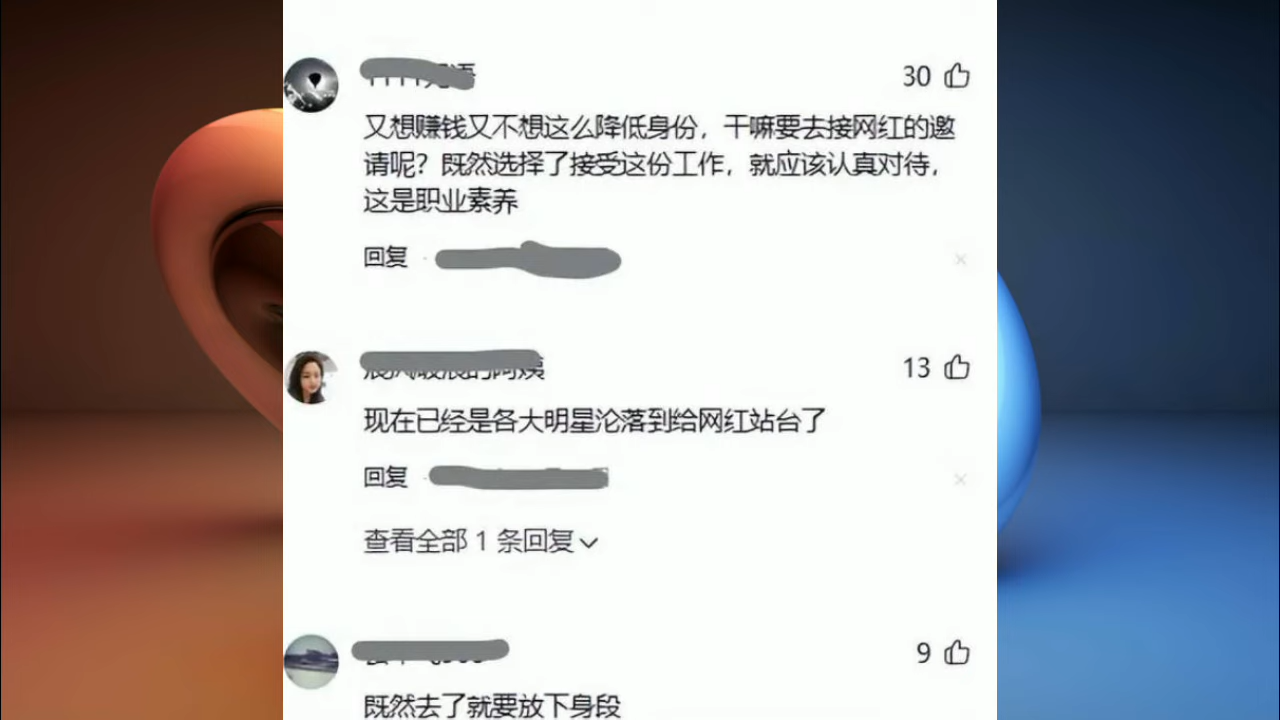 30
又想赚钱又不想这么降低身份，干嘛要去接网红的邀
请呢？既然选择了接受这份工作，就应该认真对待，
这是职业素养
回复
13
现在已经是各大明星沦落到给网红站台了
回复
查看全部 1 条回复
9
既然去了就要放下身段